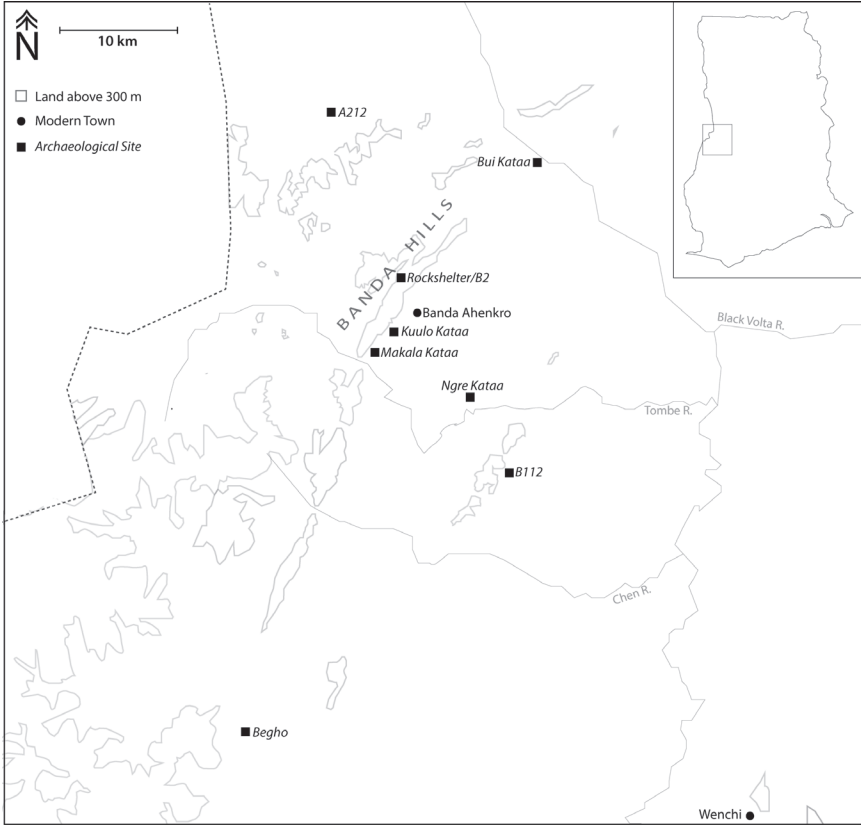 N
10 km
Land above 300 m
Modern Town
Archaeological Site
A212
Bui Kataa
BANDA HILLS
Rockshelter/B2
Banda Ahenkro
Black Volta R.
Kuulo Kataa
Makala Kataa
Ngre Kataa
Tombe R.
B112
Chen R.
Begho
Wenchi